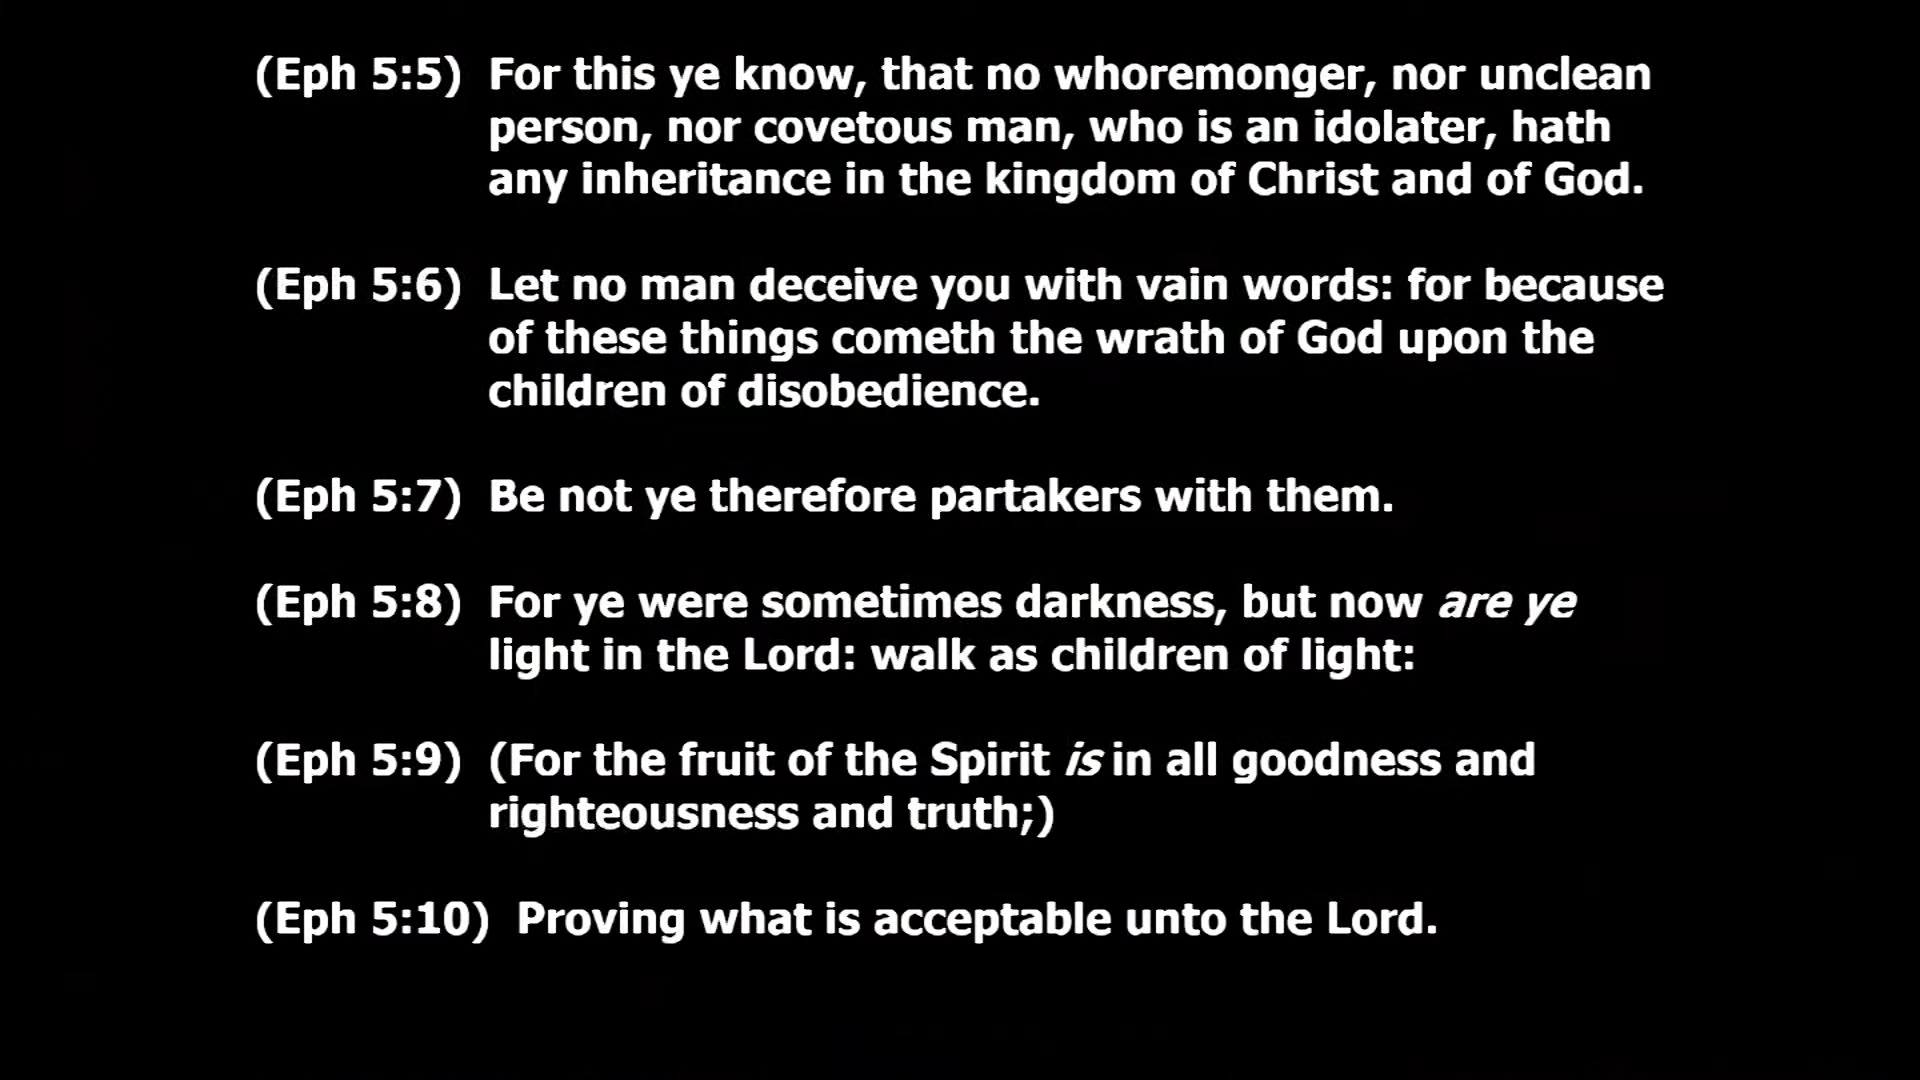 (Eph 5:5) For this ye know, that no whoremonger, nor unclean
person, nor covetous man, who is an idolater, hath
any inheritance in the kingdom of Christ and of God.
(Eph 5:6) Let no man deceive you with vain words: for because
of these things cometh the wrath of God upon the
children of disobedience.
(Eph 5:7) Be not ye therefore partakers with them.
(Eph 5:8) For ye were sometimes darkness, but now are ye
light in the Lord: walk as children of light:
(Eph 5:9) (For the fruit of the Spirit is in all goodness and
righteousness and truth;)
(Eph 5:10) Proving what is acceptable unto the Lord.